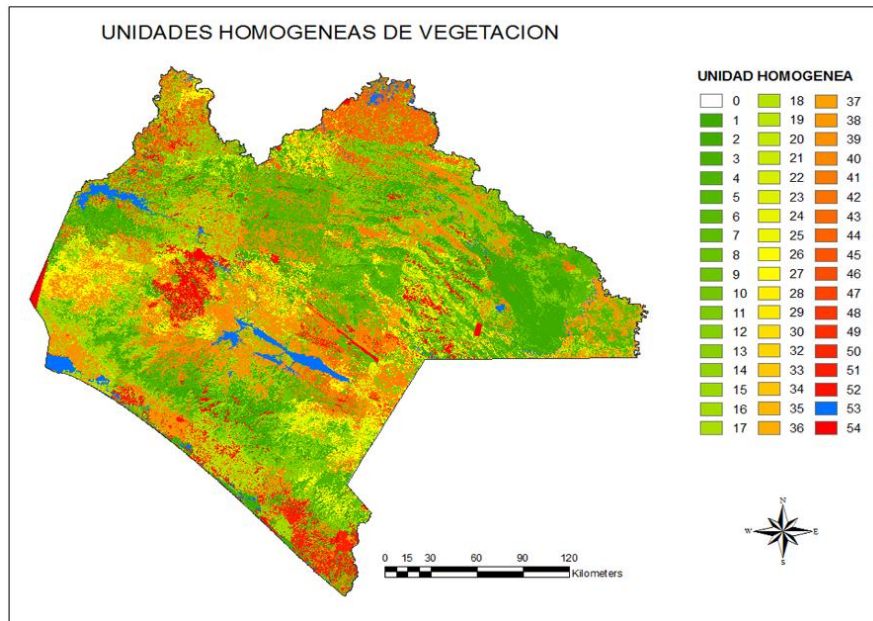 UNIDADES HOMOGENEAS DE VEGETACION
UNIDAD HOMOGENEA
0 18 37
1 19 38
2 20 39
3 21 40
4 22 41
5 23 42
6 24 43
7 25 44
8 26 45
9 27 46
10 28 47
11 29 48
12 30 49
13 32 50
14 33 51
15 34 52
16 35 53
17 36 54
N
W E
S
0 15 30 60 90 120
Kilometers